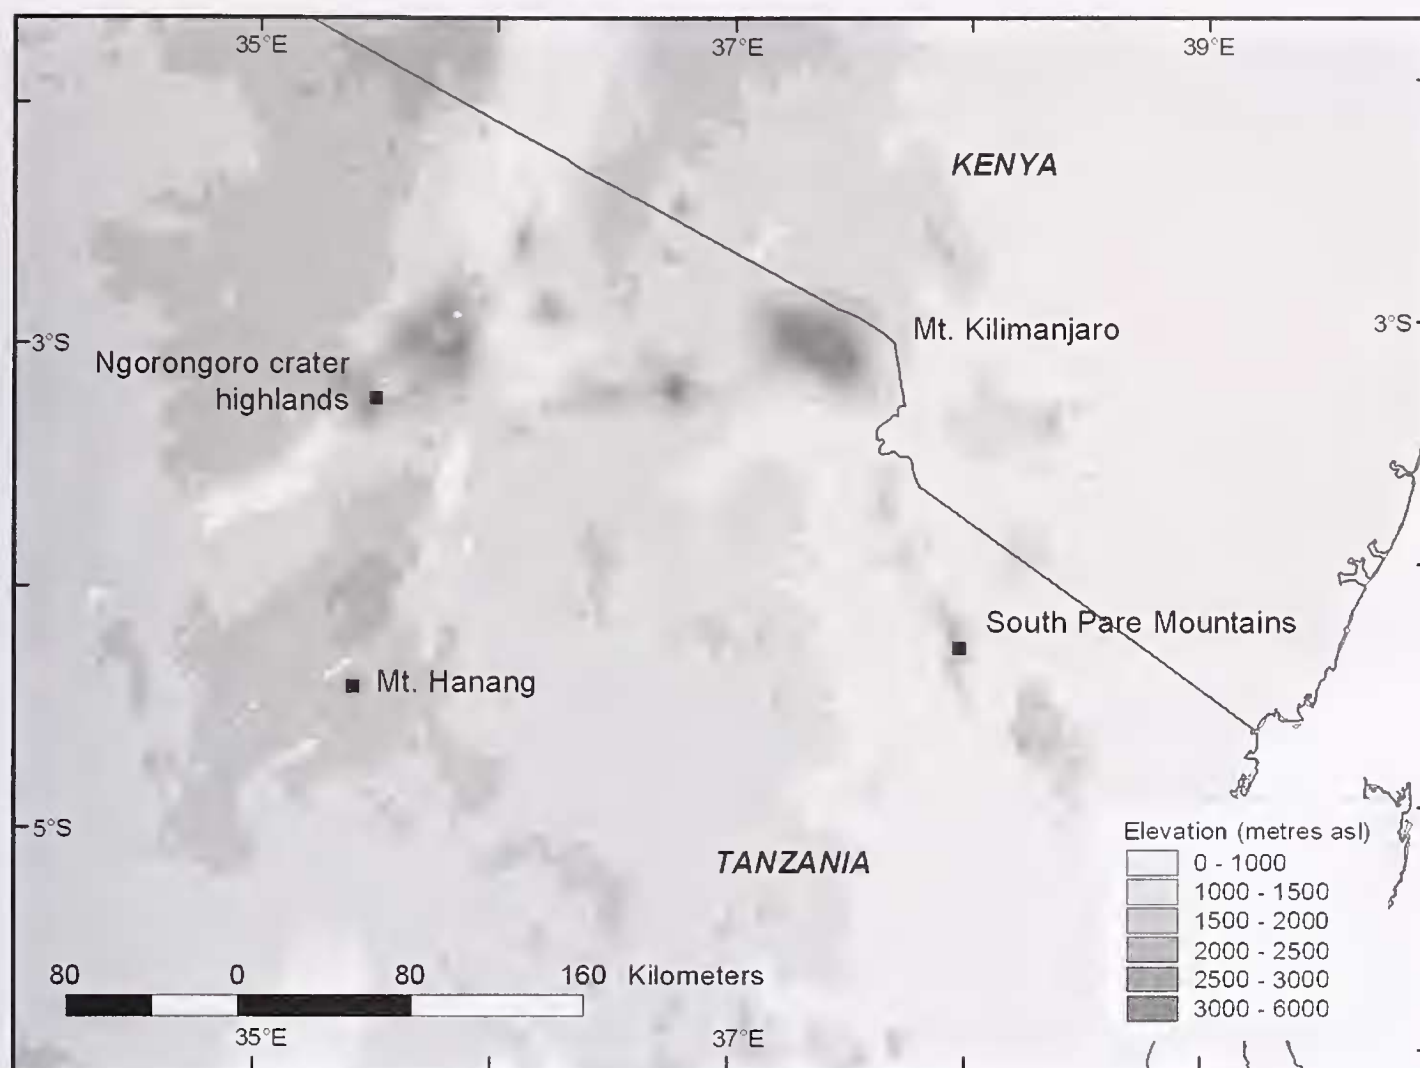 35°E
37°E
39°E
KENYA
3°S
Mt. Kilimanjaro
3°S
Ngorongoro crater
highlands
South Pare Mountains
Mt. Hanang
5°S
TANZANIA
Elevation (metres asl)
0 - 1000
1000 - 1500
1500 - 2000
2000 - 2500
2500 - 3000
3000 - 6000
80 0 80 160 Kilometers
35°E
37°E